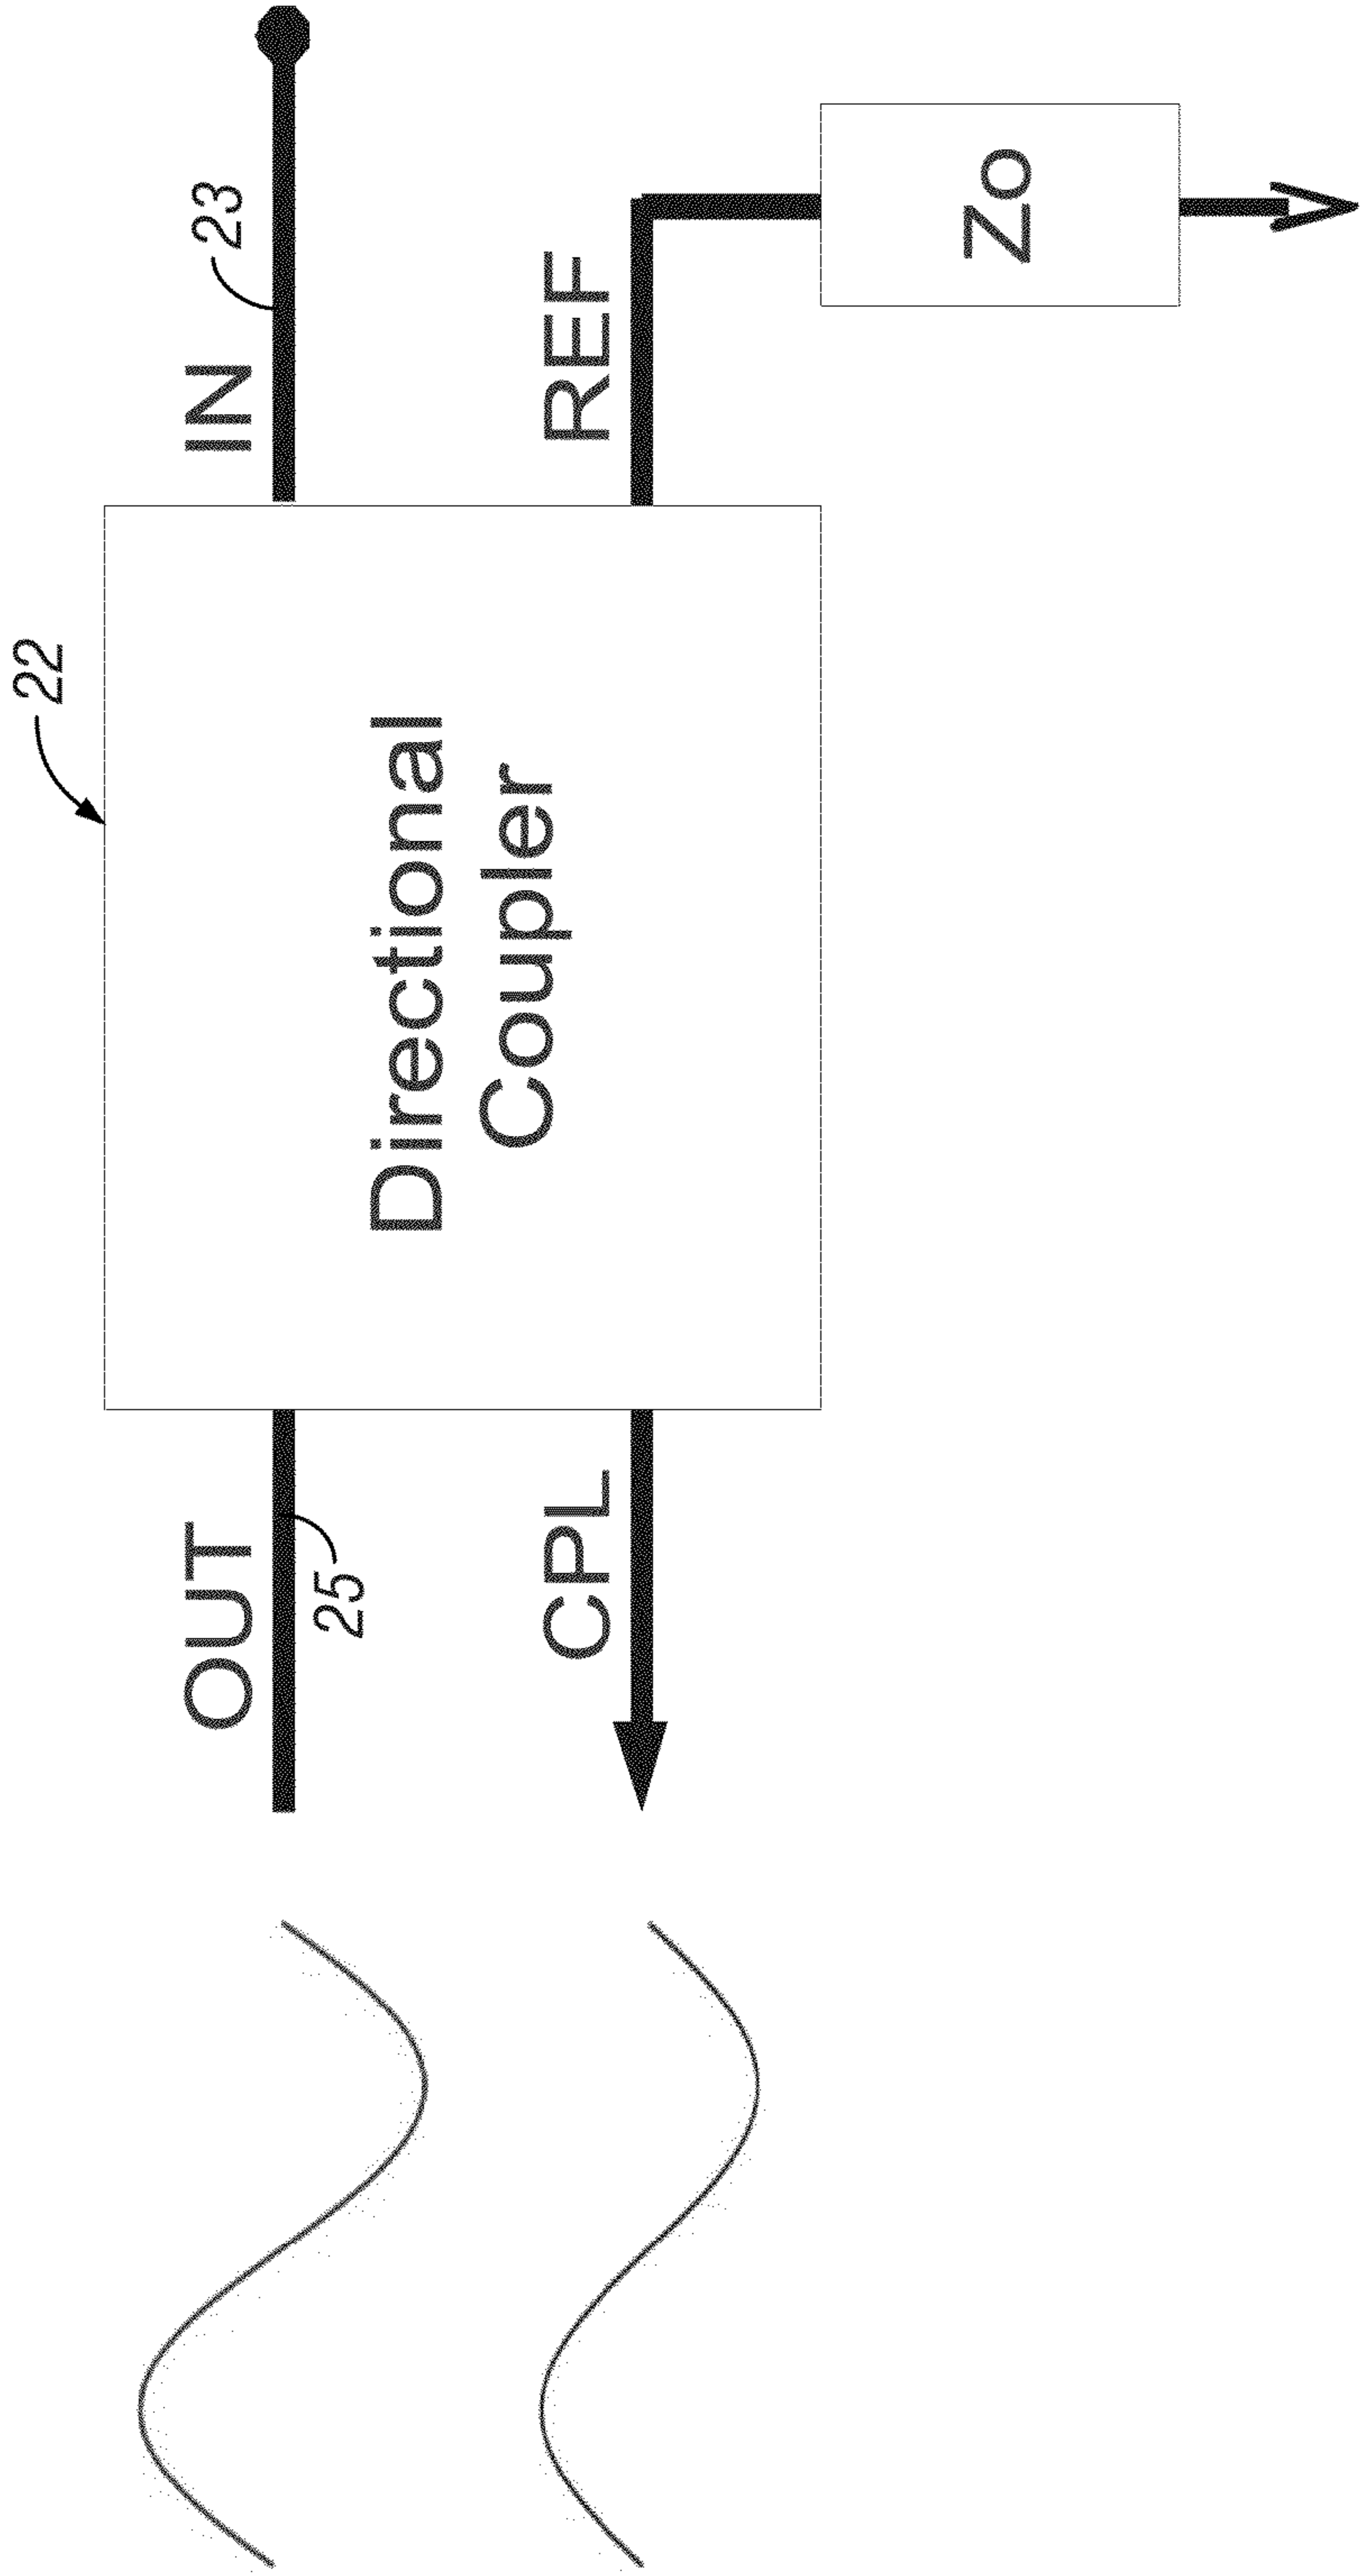 22
OUT
25
IN
23
Directional
Coupler
CPL
REF
Zo